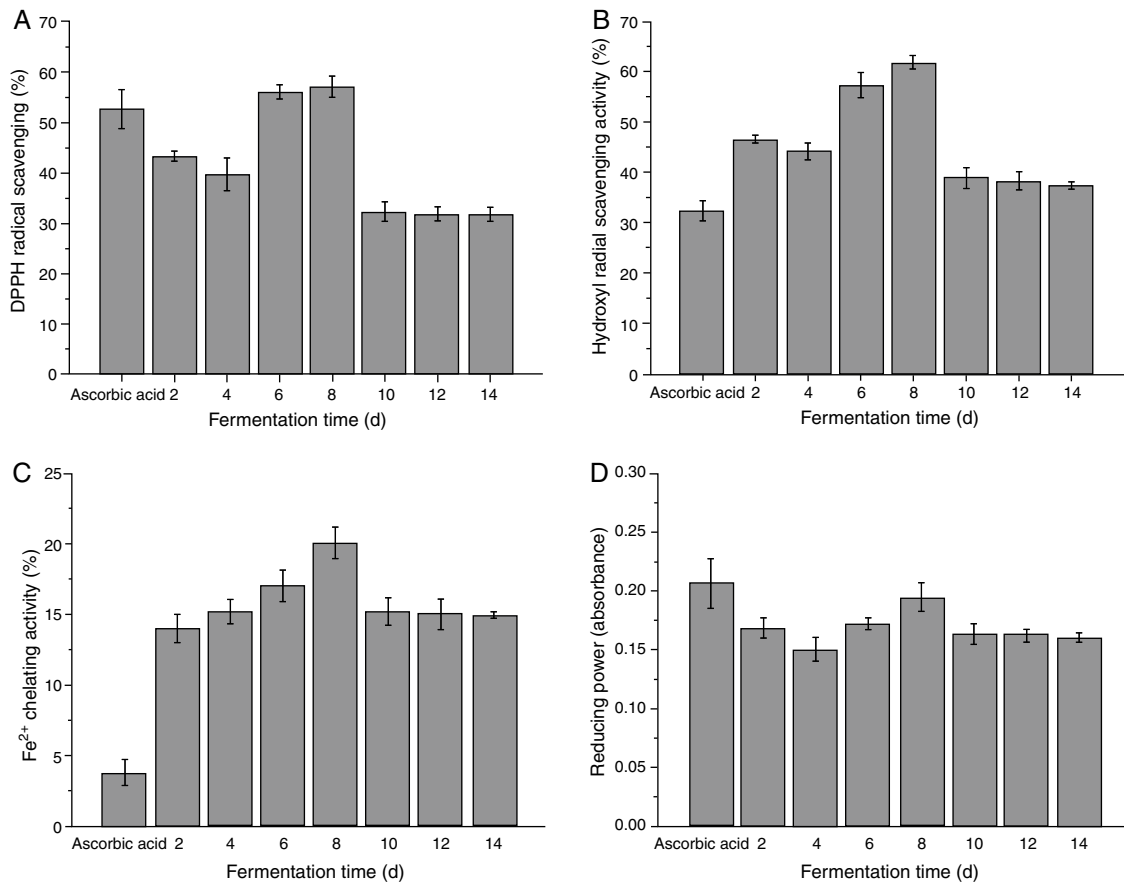 A
70
60
50
40
30
20
10
0
DPPH radical scavenging (%)
Ascorbic acid 2 4 6 8 10 12 14
Fermentation time (d)
B
70
60
50
40
30
20
10
0
Hydroxyl radial scavenging activity (%)
Ascorbic acid 2 4 6 8 10 12 14
Fermentation time (d)
C
25
20
15
10
5
0
Fe²⁺ chelating activity (%)
Ascorbic acid 2 4 6 8 10 12 14
Fermentation time (d)
D
0.30
0.25
0.20
0.15
0.10
0.05
0.00
Reducing power (absorbance)
Ascorbic acid 2 4 6 8 10 12 14
Fermentation time (d)